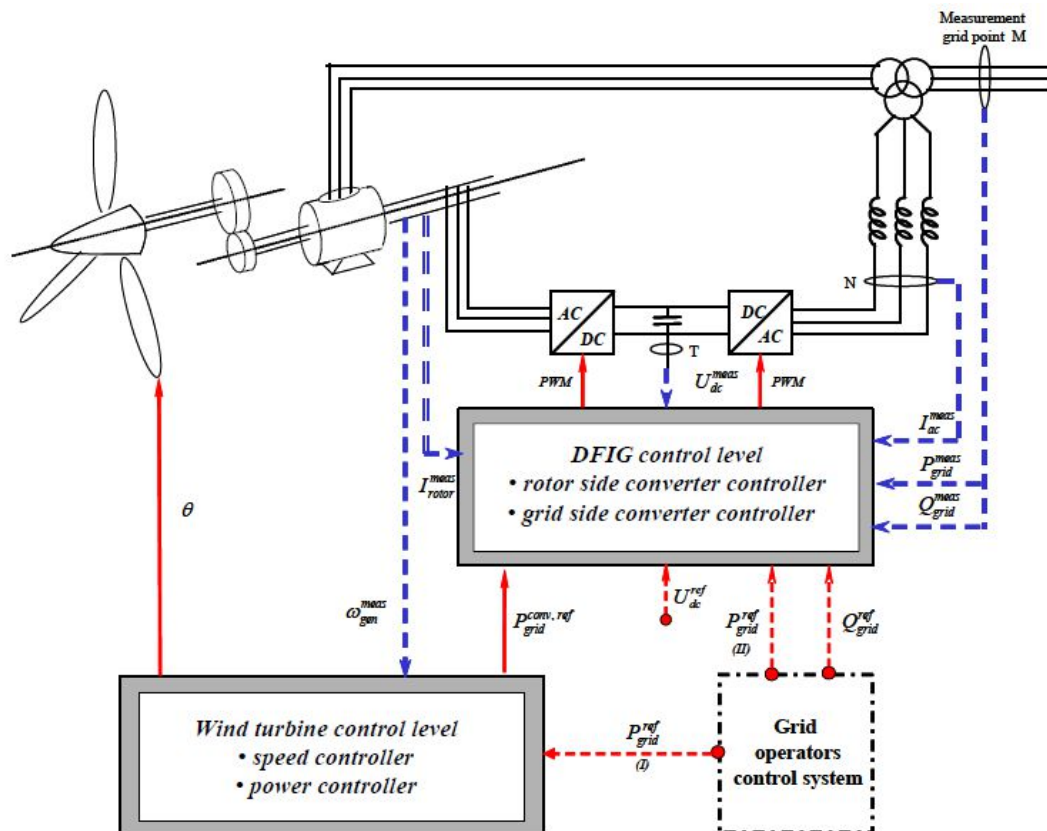 Measurement
grid point M
N
AC
DC
DC
AC
T
PWM
U_dc^meas
PWM
I_ac^meas
DFIG control level
• rotor side converter controller
• grid side converter controller
P_grid^meas
Q_grid^meas
I_rotor^meas
θ
ω_gen^meas
P_grid^conv, ref
U_dc^ref
P_grid^ref
(II)
Q_grid^ref
Wind turbine control level
• speed controller
• power controller
P_grid^ref
(I)
Grid
operators
control system